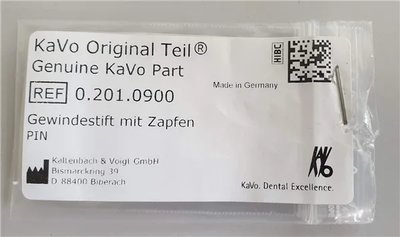 KaVo Original Teil®
Genuine KaVo Part
HIBC
Made in Germany
REF 0.201.0900
Gewindestift mit Zapfen
PIN
Kaltenbach & Voigt GmbH
Bismarckring 39
D 88400 Biberach
KaVo
KaVo. Dental Excellence.